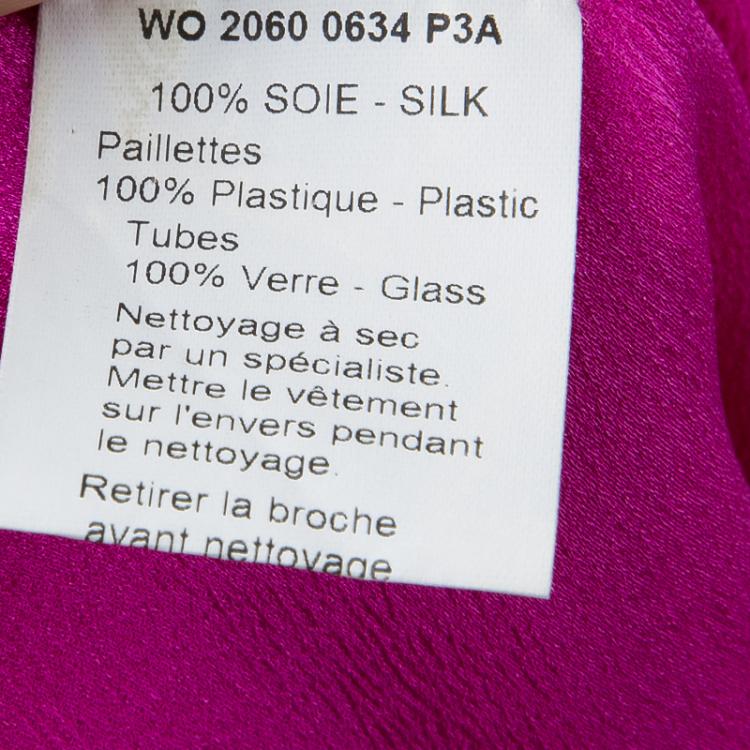 WO 2060 0634 P3A
100% SOIE - SILK
Paillettes
100% Plastique - Plastic
Tubes
100% Verre - Glass
Nettoyage à sec
par un spécialiste.
Mettre le vêtement
sur l'envers pendant
le nettoyage.
Retirer la broche
avant nettoyage